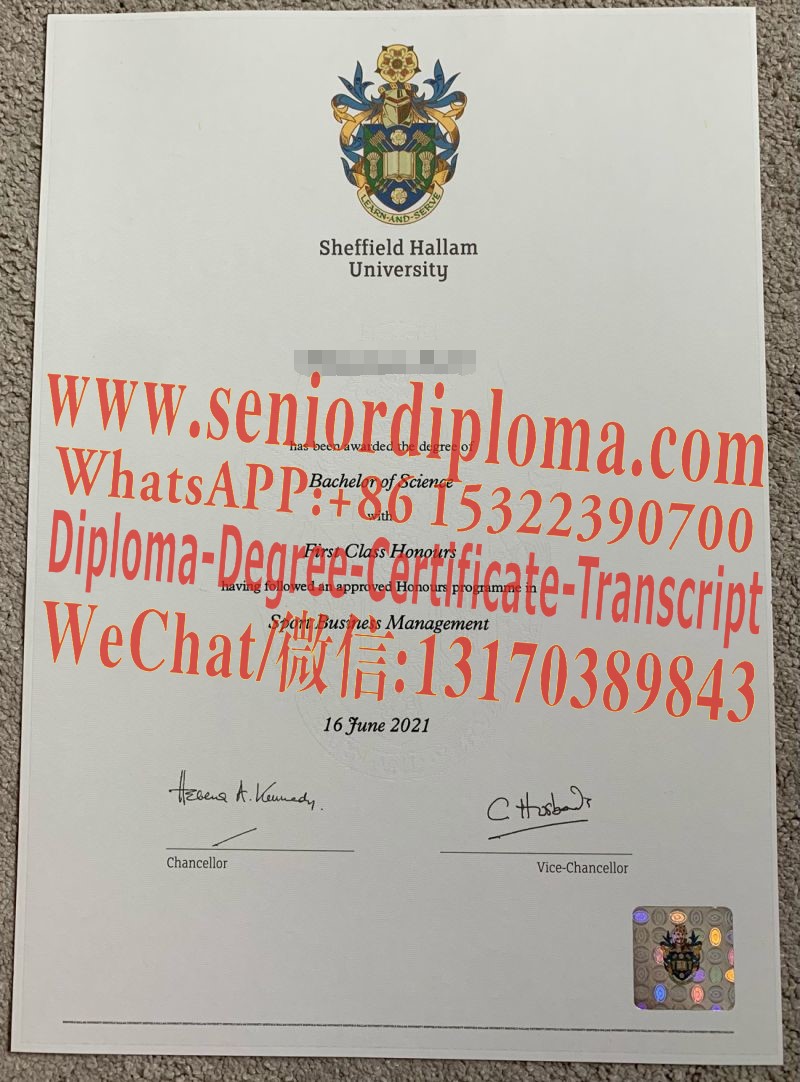 LEARN-AND-SERVE
Sheffield Hallam
University
www.seniordiploma.com
has been awarded the degree of
Bachelor of Science
WhatsAPP:+86 15322390700
with
First Class Honours
Diploma-Degree-Certificate-Transcript
having followed an approved Honours programme in
Sport Business Management
WeChat/微信:13170389843
16 June 2021
Helena A. Kennedy.
C Husbands
Chancellor
Vice-Chancellor